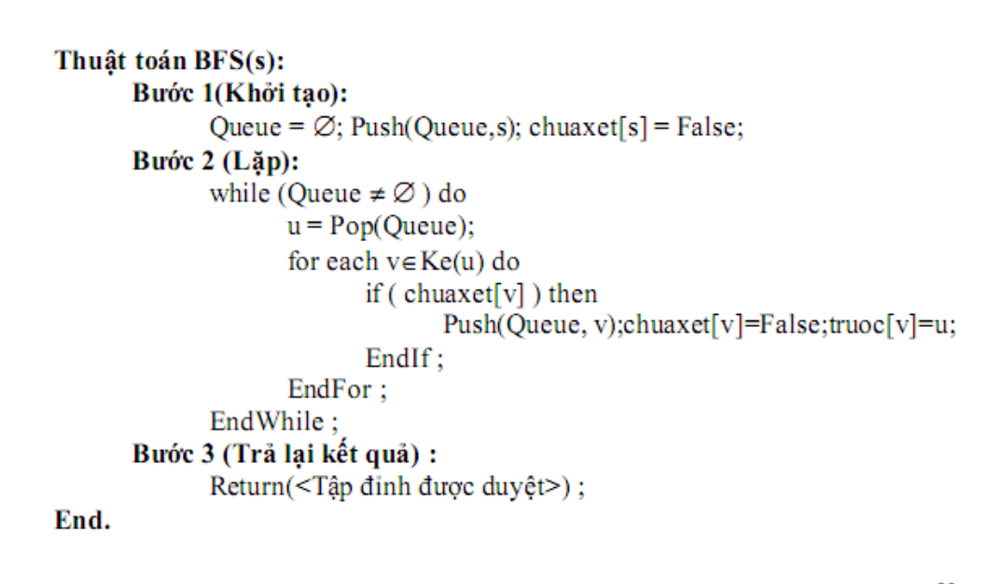 Thuật toán BFS(s):
Bước 1(Khởi tạo):
Queue = ∅; Push(Queue,s); chuaxet[s] = False;
Bước 2 (Lặp):
while (Queue ≠ ∅ ) do
u = Pop(Queue);
for each v∈Ke(u) do
if ( chuaxet[v] ) then
Push(Queue, v);chuaxet[v]=False;truoc[v]=u;
EndIf ;
EndFor ;
EndWhile ;
Bước 3 (Trả lại kết quả) :
Return(<Tập đỉnh được duyệt>) ;
End.